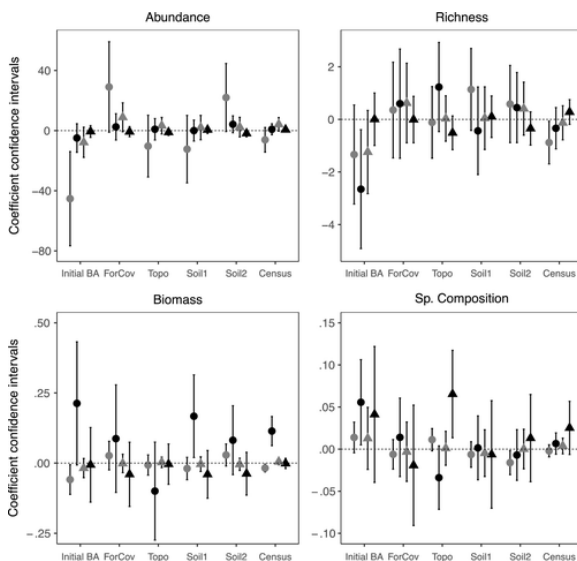 Abundance
Richness
Coefficient confidence intervals
40
0
−40
−80
2
0
−2
−4
Initial BA ForCov Topo Soil1 Soil2 Census
Initial BA ForCov Topo Soil1 Soil2 Census
Biomass
Sp. Composition
Coefficient confidence intervals
.50
.25
.00
-.25
.15
.10
.05
.00
-.05
-.10
Initial BA ForCov Topo Soil1 Soil2 Census
Initial BA ForCov Topo Soil1 Soil2 Census